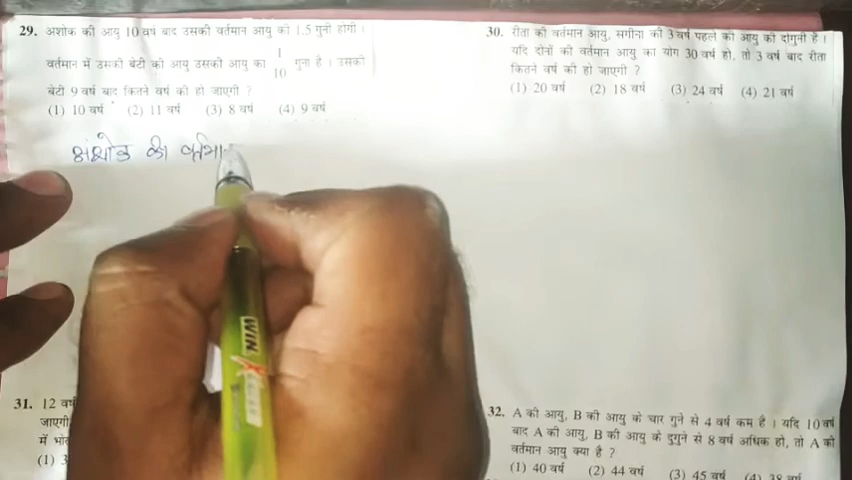 29. अशोक की आयु 10 वर्ष बाद उसकी वर्तमान आयु की 1.5 गुनी होगी ।
वर्तमान में उसकी बेटी की आयु उसकी आयु का 1/10 गुना है । उसकी
बेटी 9 वर्ष बाद कितने वर्ष की हो जाएगी ?
(1) 10 वर्ष (2) 11 वर्ष (3) 8 वर्ष (4) 9 वर्ष
की वर्तमा
30. रीता की वर्तमान आयु, सगीना की 3 वर्ष पहले की आयु की दोगुनी है ।
यदि दोनों की वर्तमान आयु का योग 30 वर्ष हो, तो 3 वर्ष बाद रीता
कितने वर्ष की हो जाएगी ?
(1) 20 वर्ष (2) 18 वर्ष (3) 24 वर्ष (4) 21 वर्ष
31. 12 वर्ष
जाएगी
में
(1) 3
WIN
32. A की आयु, B की आयु के चार गुने से 4 वर्ष कम है । यदि 10 वर्ष
बाद A की आयु, B की आयु के दुगुने से 8 वर्ष अधिक हो, तो A की
वर्तमान आयु क्या है ?
(1) 40 वर्ष (2) 44 वर्ष (3) 45 वर्ष (4) 38 वर्ष